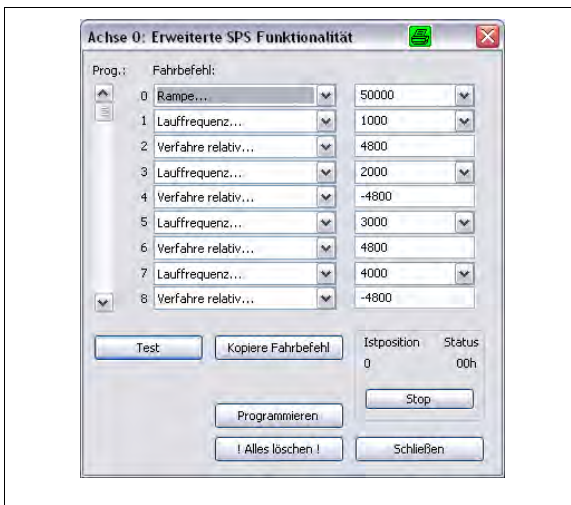 Achse 0: Erweiterte SPS Funktionalität
Prog.: Fahrbefehl:
0 Rampe... 50000
1 Lauffrequenz... 1000
2 Verfahre relativ... 4800
3 Lauffrequenz... 2000
4 Verfahre relativ... -4800
5 Lauffrequenz... 3000
6 Verfahre relativ... 4800
7 Lauffrequenz... 4000
8 Verfahre relativ... -4800
Test Kopiere Fahrbefehl Istposition Status
0 00h
Stop
Programmieren
! Alles löschen ! Schließen